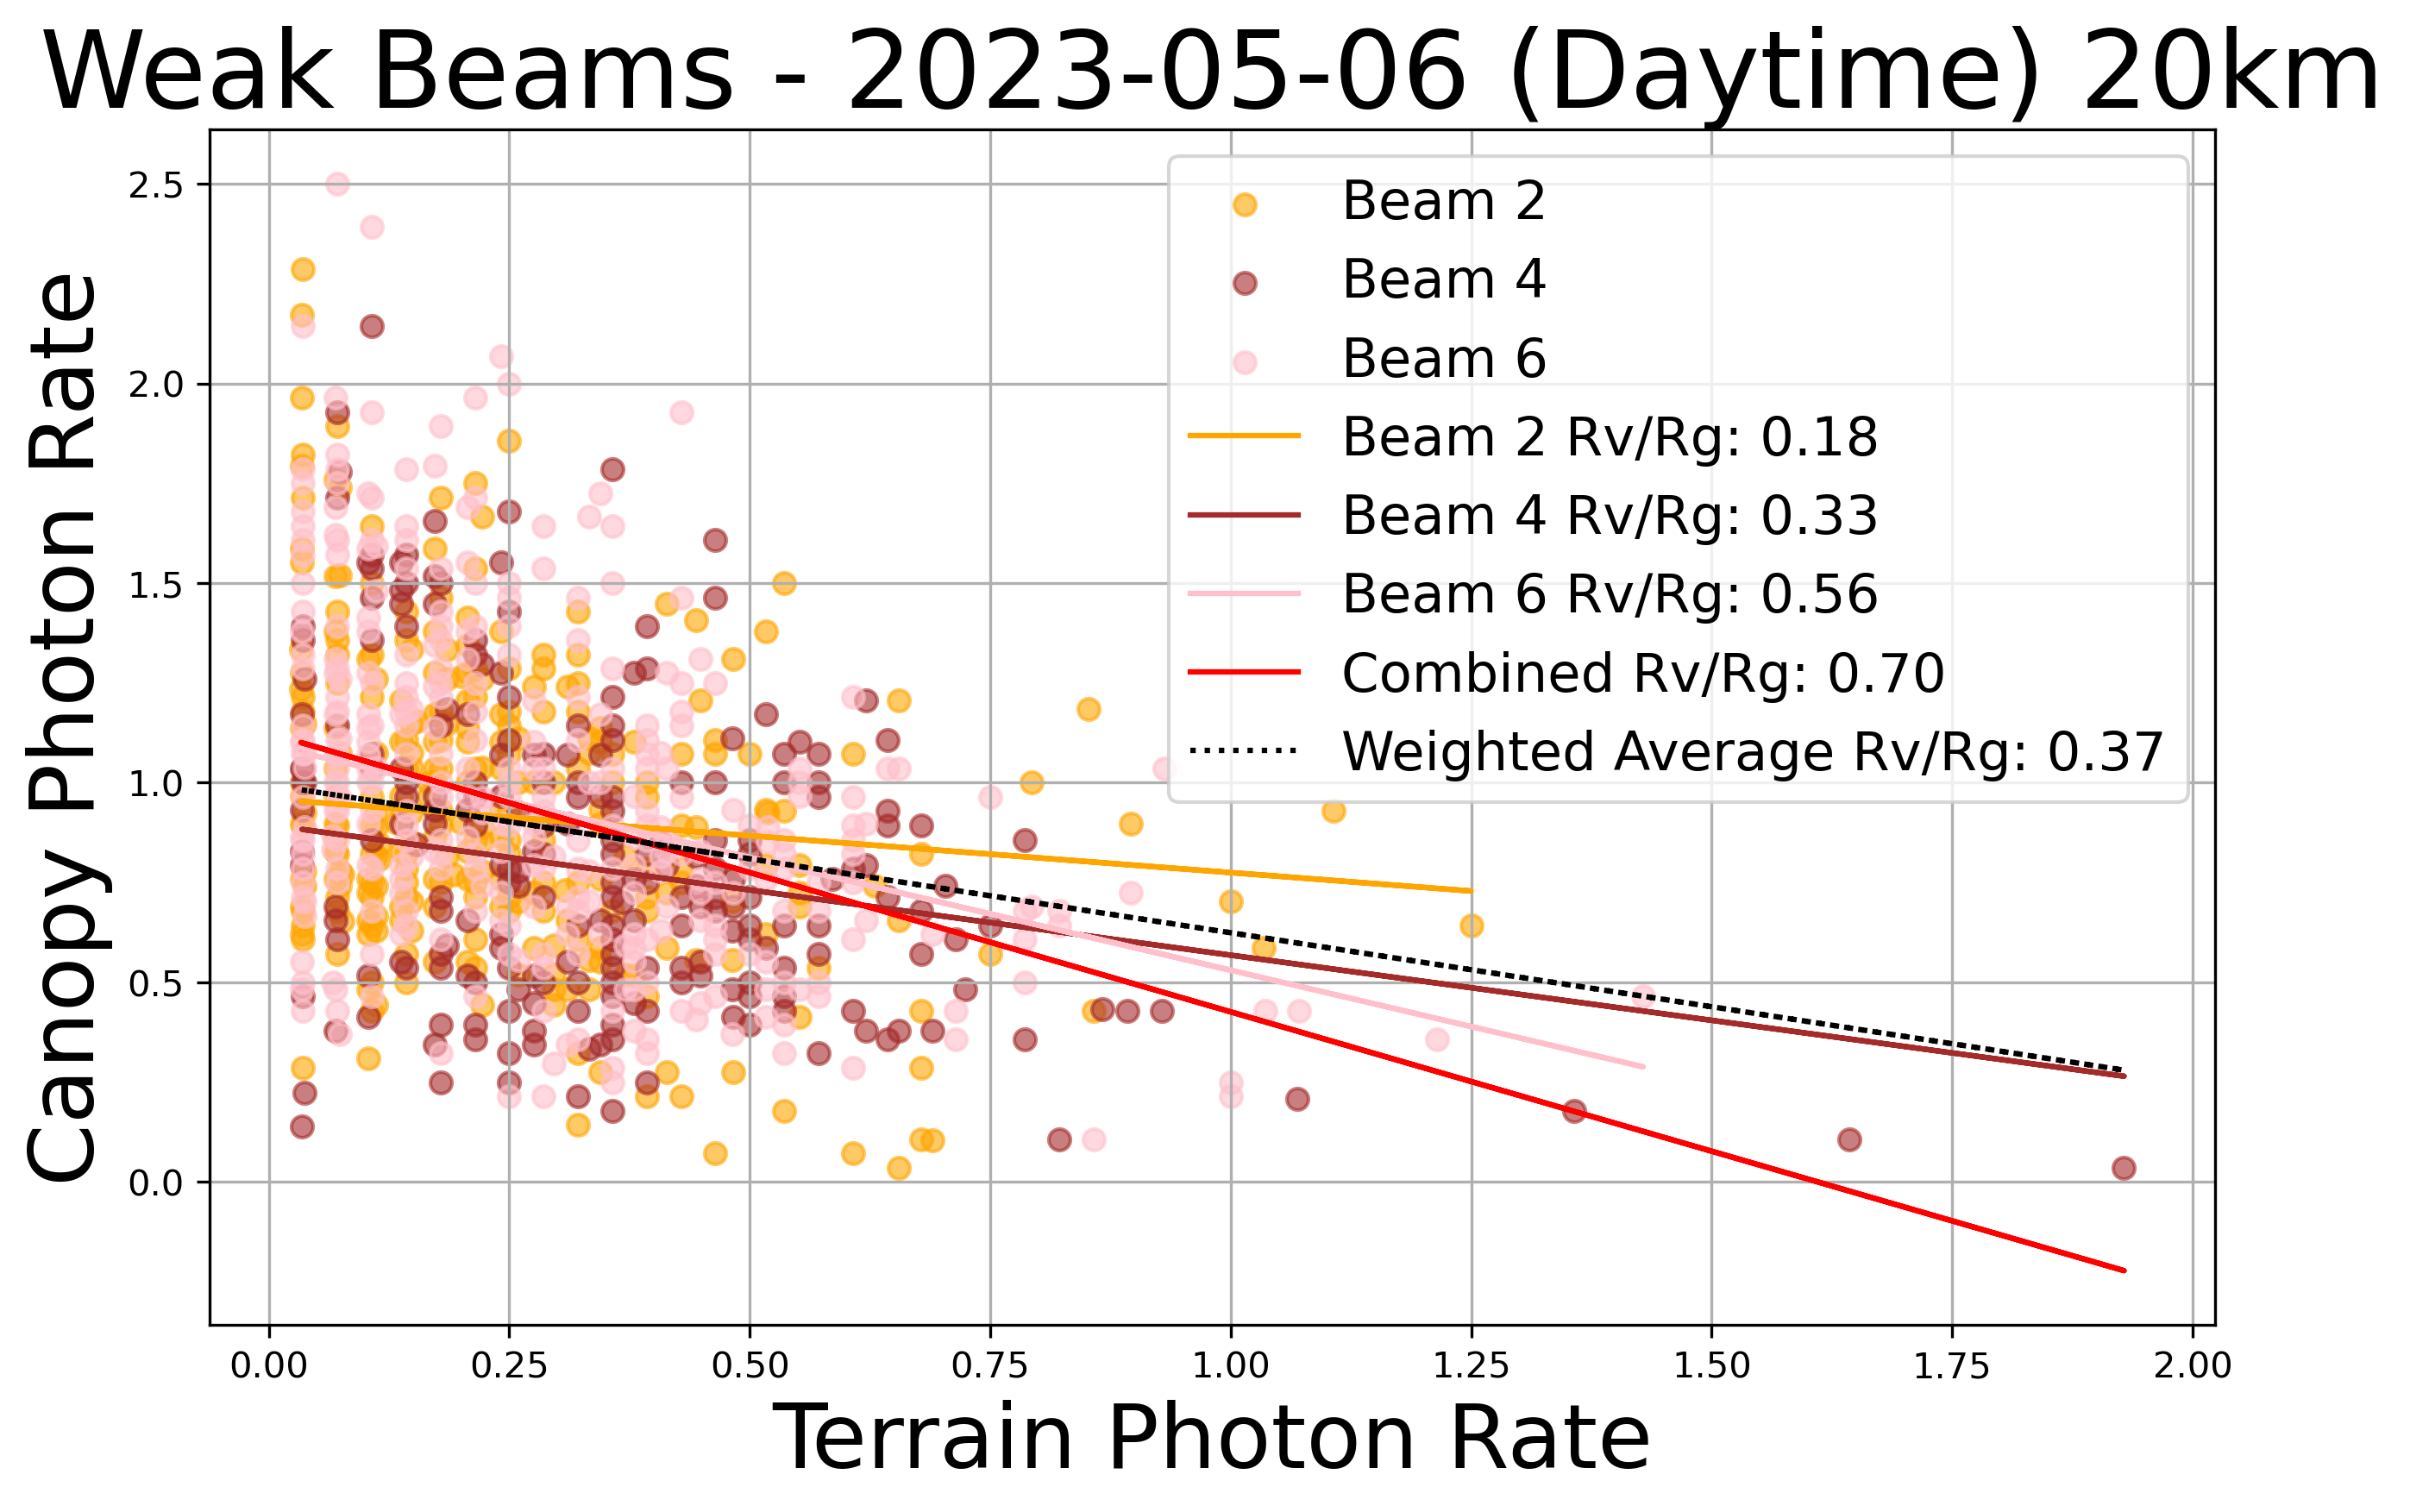 Weak Beams - 2023-05-06 (Daytime) 20km
Canopy Photon Rate
2.5
2.0
1.5
1.0
0.5
0.0
Beam 2
Beam 4
Beam 6
Beam 2 Rv/Rg: 0.18
Beam 4 Rv/Rg: 0.33
Beam 6 Rv/Rg: 0.56
Combined Rv/Rg: 0.70
Weighted Average Rv/Rg: 0.37
0.00 0.25 0.50 0.75 1.00 1.25 1.50 1.75 2.00
Terrain Photon Rate